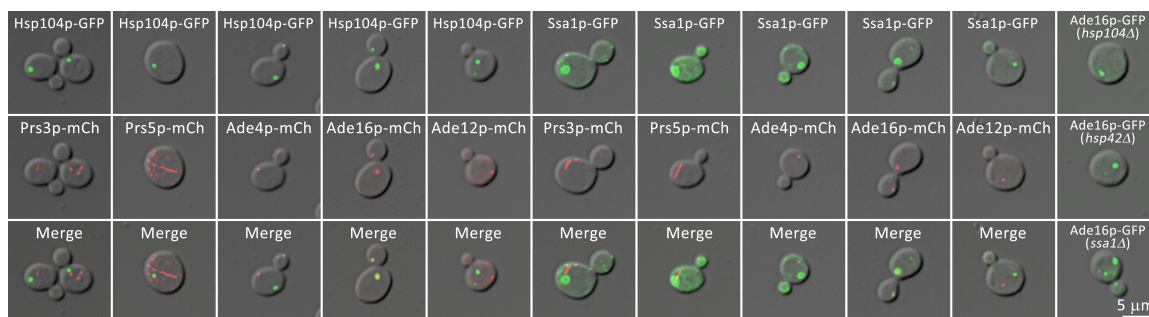 Hsp104p-GFP Hsp104p-GFP Hsp104p-GFP Hsp104p-GFP Hsp104p-GFP Ssa1p-GFP Ssa1p-GFP Ssa1p-GFP Ssa1p-GFP Ssa1p-GFP Ade16p-GFP
(hsp104Δ)
Prs3p-mCh Prs5p-mCh Ade4p-mCh Ade16p-mCh Ade12p-mCh Prs3p-mCh Prs5p-mCh Ade4p-mCh Ade16p-mCh Ade12p-mCh Ade16p-GFP
(hsp42Δ)
Merge Merge Merge Merge Merge Merge Merge Merge Merge Merge Ade16p-GFP
(ssa1Δ)
5 μm